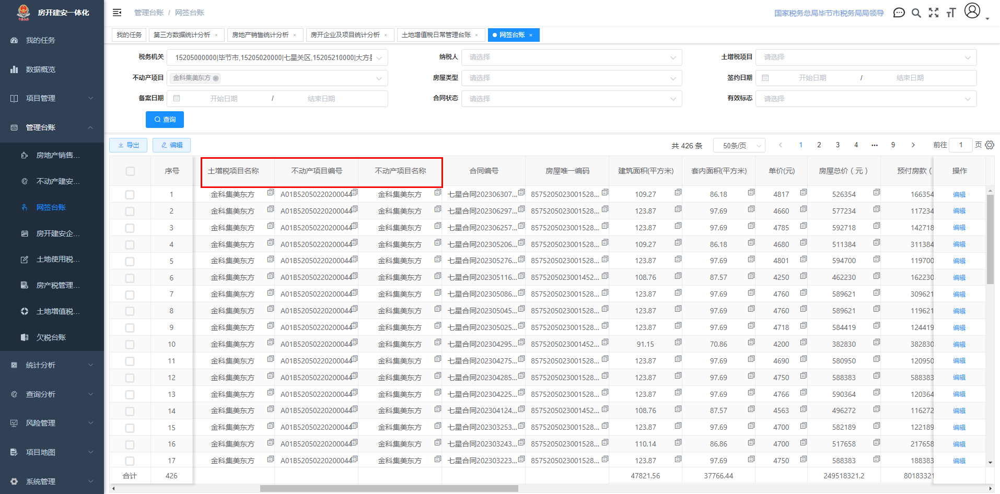 房开建安一体化
管理台账 / 网签台账
国家税务总局毕节市税务局局领导
我的任务 第三方数据统计分析 × 房地产销售统计分析 × 房开企业及项目统计分析 × 土地增值税日常管理台账 × 网签台账 ×
我的任务
数据概览
项目管理
管理台账
房地产销售...
不动产建安...
网签台账
房开建安企...
土地使用税...
房产税管理...
土地增值税...
欠税台账
统计分析
查询分析
风险管理
项目地图
系统管理
税务机关 15205000000|毕节市,15205020000|七星关区,15205210000|大方县 纳税人 请选择 土增税项目 请选择
不动产项目 金科集美东方 房屋类型 请选择 签约日期 开始日期 / 结束日期
备案日期 开始日期 / 结束日期 合同状态 请选择 有效标志 请选择
查询
导出 编辑 共 426 条 50条/页 1 2 3 4 ••• 9 前往 1 页
序号 土增税项目名称 不动产项目编号 不动产项目名称 合同编号 房屋唯一编码 建筑面积(平方米) 套内面积(平方米) 单价(元) 房屋总价（元） 预付房款（ 操作
1 金科集美东方 A01B52050220200044 金科集美东方 七星合同202306307... 8575205023001528... 109.27 86.18 4817 526354 166354 编辑
2 金科集美东方 A01B52050220200044 金科集美东方 七星合同202306297... 8575205023001528... 123.87 97.69 4660 577234 117234 编辑
3 金科集美东方 A01B52050220200044 金科集美东方 七星合同202306257... 8575205023001528... 123.87 97.69 4785 592718 142718 编辑
4 金科集美东方 A01B52050220200044 金科集美东方 七星合同202305206... 8575205023001528... 109.27 86.18 4680 511384 311384 编辑
5 金科集美东方 A01B52050220200044 金科集美东方 七星合同202305276... 8575205023001528... 123.87 97.69 4801 594700 119700 编辑
6 金科集美东方 A01B52050220200044 金科集美东方 七星合同202305116... 8575205023001452... 108.76 87.57 4250 462230 162230 编辑
7 金科集美东方 A01B52050220200044 金科集美东方 七星合同202305086... 8575205023001528... 123.87 97.69 4760 589621 309621 编辑
8 金科集美东方 A01B52050220200044 金科集美东方 七星合同202305045... 8575205023001528... 123.87 97.69 4760 589621 119621 编辑
9 金科集美东方 A01B52050220200044 金科集美东方 七星合同202305025... 8575205023001528... 123.87 97.69 4718 584419 124419 编辑
10 金科集美东方 A01B52050220200044 金科集美东方 七星合同202304295... 8575205023001452... 91.15 70.86 4200 382830 382830 编辑
11 金科集美东方 A01B52050220200044 金科集美东方 七星合同202304275... 8575205023001528... 123.87 97.69 4690 580950 120950 编辑
12 金科集美东方 A01B52050220200044 金科集美东方 七星合同202304285... 8575205023001528... 123.87 97.69 4750 588383 588383 编辑
13 金科集美东方 A01B52050220200044 金科集美东方 七星合同202304225... 8575205023001528... 123.87 97.69 4766 590364 120364 编辑
14 金科集美东方 A01B52050220200044 金科集美东方 七星合同202304124... 8575205023001452... 108.76 87.57 4563 496272 116272 编辑
15 金科集美东方 A01B52050220200044 金科集美东方 七星合同202303253... 8575205023001528... 123.87 97.69 4700 582189 122189 编辑
16 金科集美东方 A01B52050220200044 金科集美东方 七星合同202303243... 8575205023001528... 110.14 86.86 4700 517658 217658 编辑
17 金科集美东方 A01B52050220200044 金科集美东方 七星合同202303223... 8575205023001528... 123.87 97.69 4750 588383 188383 编辑
合计 426 47821.56 37766.44 249518321.2 80183321